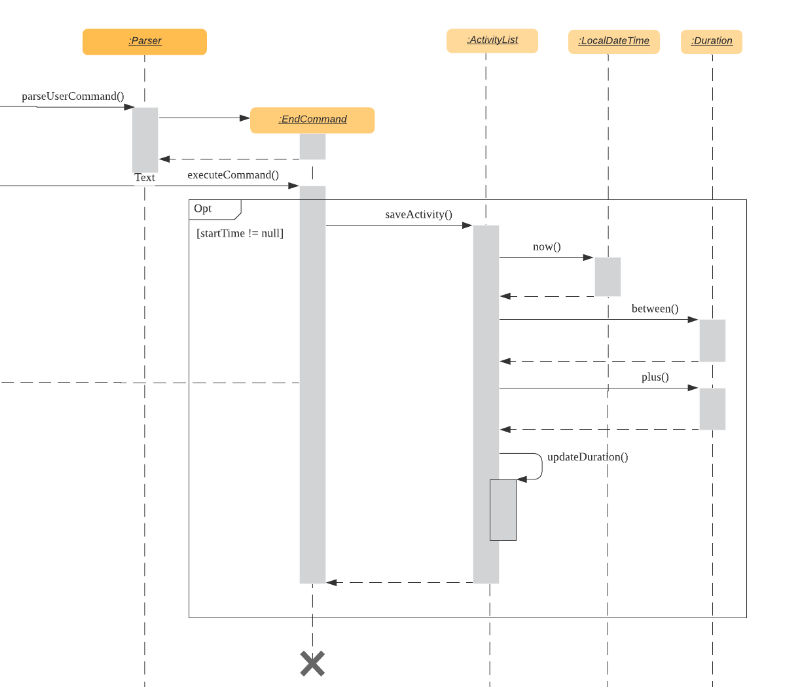 :Parser
:ActivityList
:LocalDateTime
:Duration
parseUserCommand()
:EndCommand
Text
executeCommand()
Opt
saveActivity()
[startTime != null]
now()
between()
plus()
updateDuration()